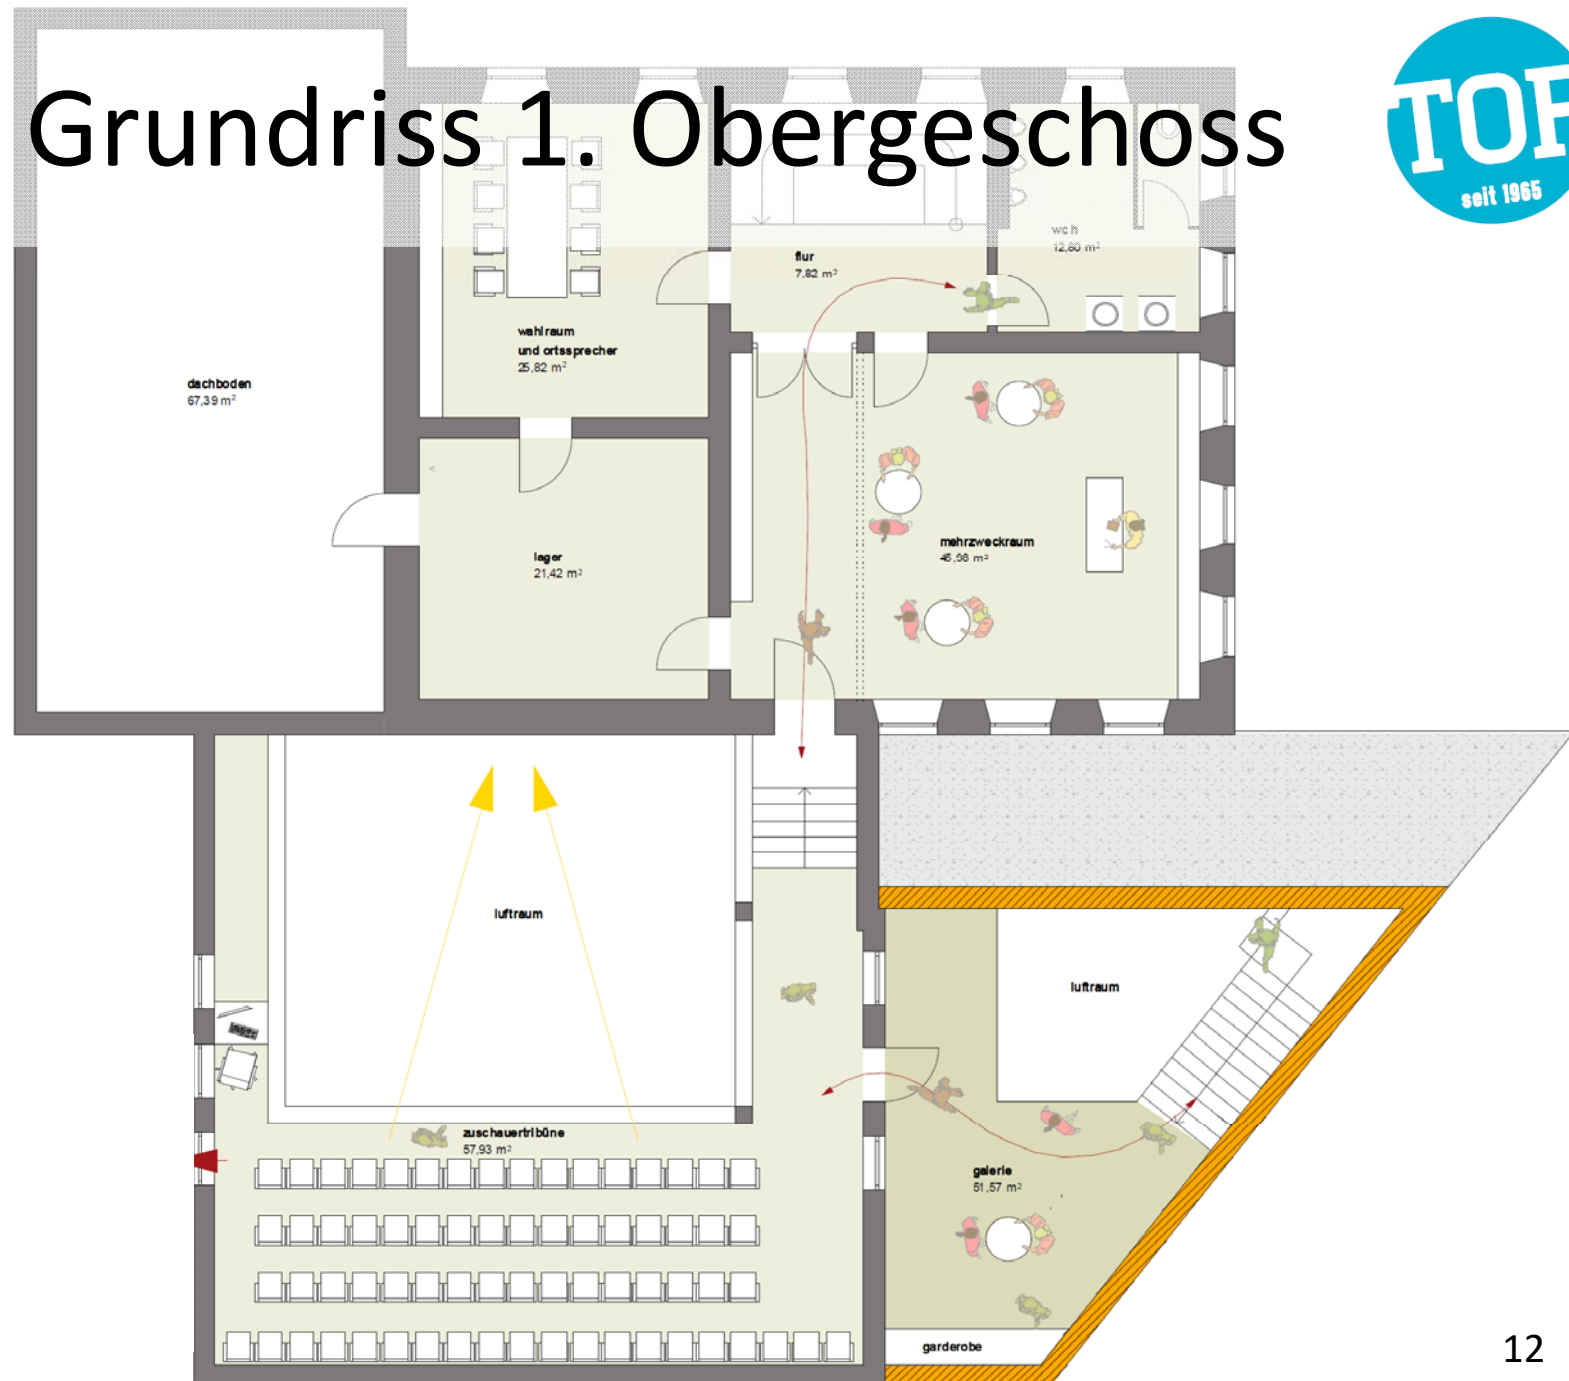 Grundriss 1. Obergeschoss
TOP
seit 1965
wc h
12,80 m²
flur
7,82 m²
wahlraum
und ortssprecher
25,82 m²
dachboden
67,39 m²
lager
21,42 m²
mehrzweckraum
45,98 m²
luftraum
luftraum
zuschauertribüne
57,93 m²
galerie
51,57 m²
garderobe
12